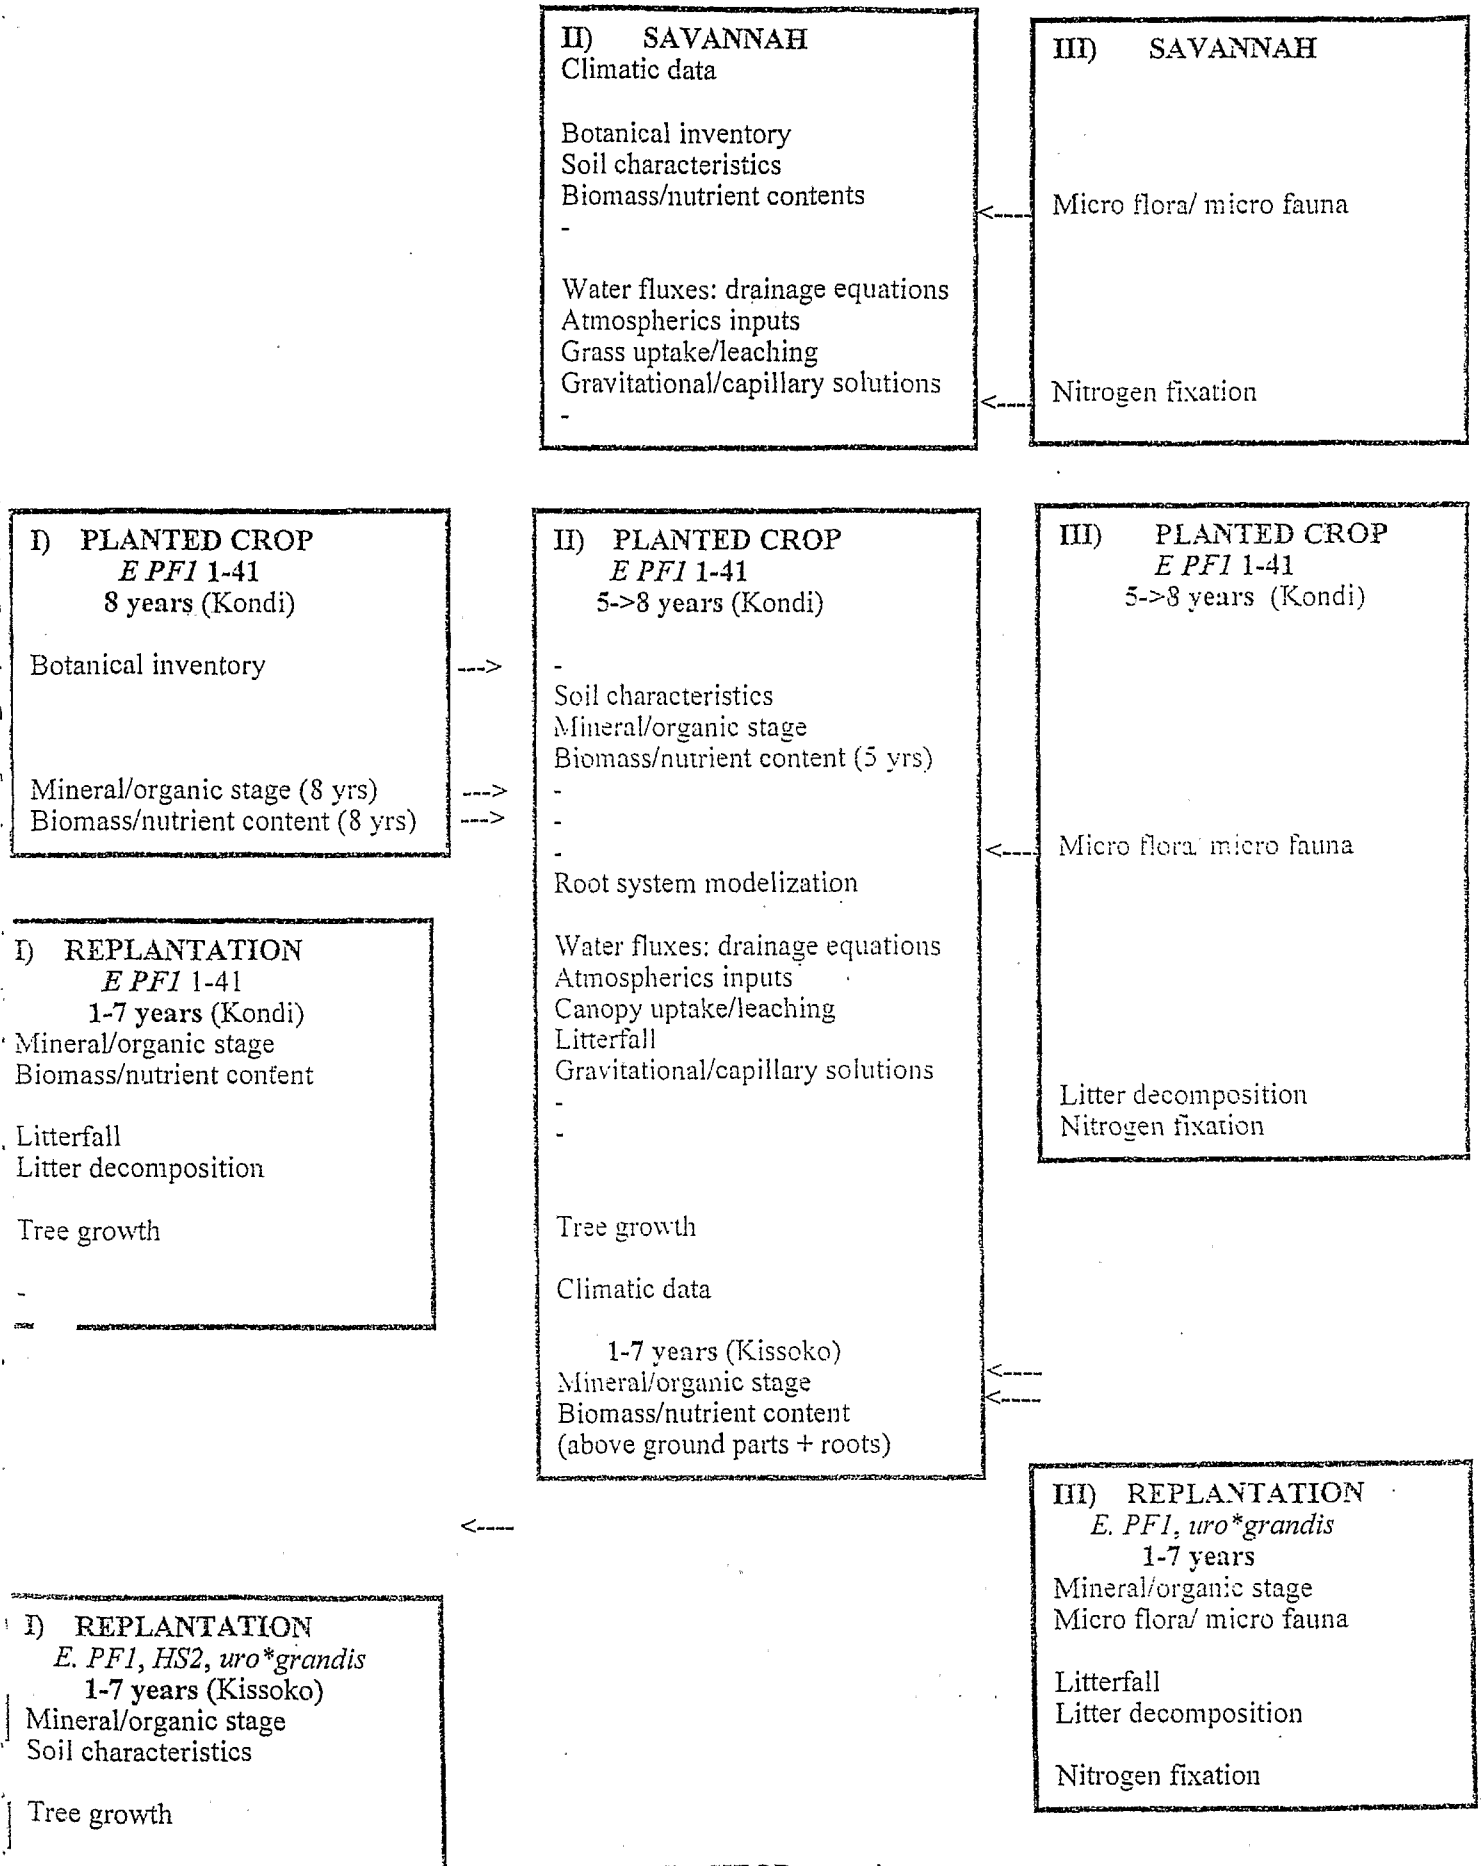 II) SAVANNAH
Climatic data
Botanical inventory
Soil characteristics
Biomass/nutrient contents
-
Water fluxes: drainage equations
Atmospherics inputs
Grass uptake/leaching
Gravitational/capillary solutions
-
III) SAVANNAH
<---- Micro flora/ micro fauna
<---- Nitrogen fixation
I) PLANTED CROP
E PF1 1-41
8 years (Kondi)
Botanical inventory --->
Mineral/organic stage (8 yrs) --->
Biomass/nutrient content (8 yrs) --->
II) PLANTED CROP
E PF1 1-41
5->8 years (Kondi)
-
Soil characteristics
Mineral/organic stage
Biomass/nutrient content (5 yrs)
-
-
-
Root system modelization
Water fluxes: drainage equations
Atmospherics inputs
Canopy uptake/leaching
Litterfall
Gravitational/capillary solutions
-
-
Tree growth
Climatic data
1-7 years (Kissoko)
Mineral/organic stage
Biomass/nutrient content
(above ground parts + roots)
III) PLANTED CROP
E PF1 1-41
5->8 years (Kondi)
<---- Micro flora/ micro fauna
Litter decomposition
Nitrogen fixation
<----
<----
I) REPLANTATION
E PF1 1-41
1-7 years (Kondi)
Mineral/organic stage
Biomass/nutrient content
Litterfall
Litter decomposition
Tree growth
-
<----
III) REPLANTATION
E. PF1, uro*grandis
1-7 years
Mineral/organic stage
Micro flora/ micro fauna
Litterfall
Litter decomposition
Nitrogen fixation
I) REPLANTATION
E. PF1, HS2, uro*grandis
1-7 years (Kissoko)
Mineral/organic stage
Soil characteristics
Tree growth